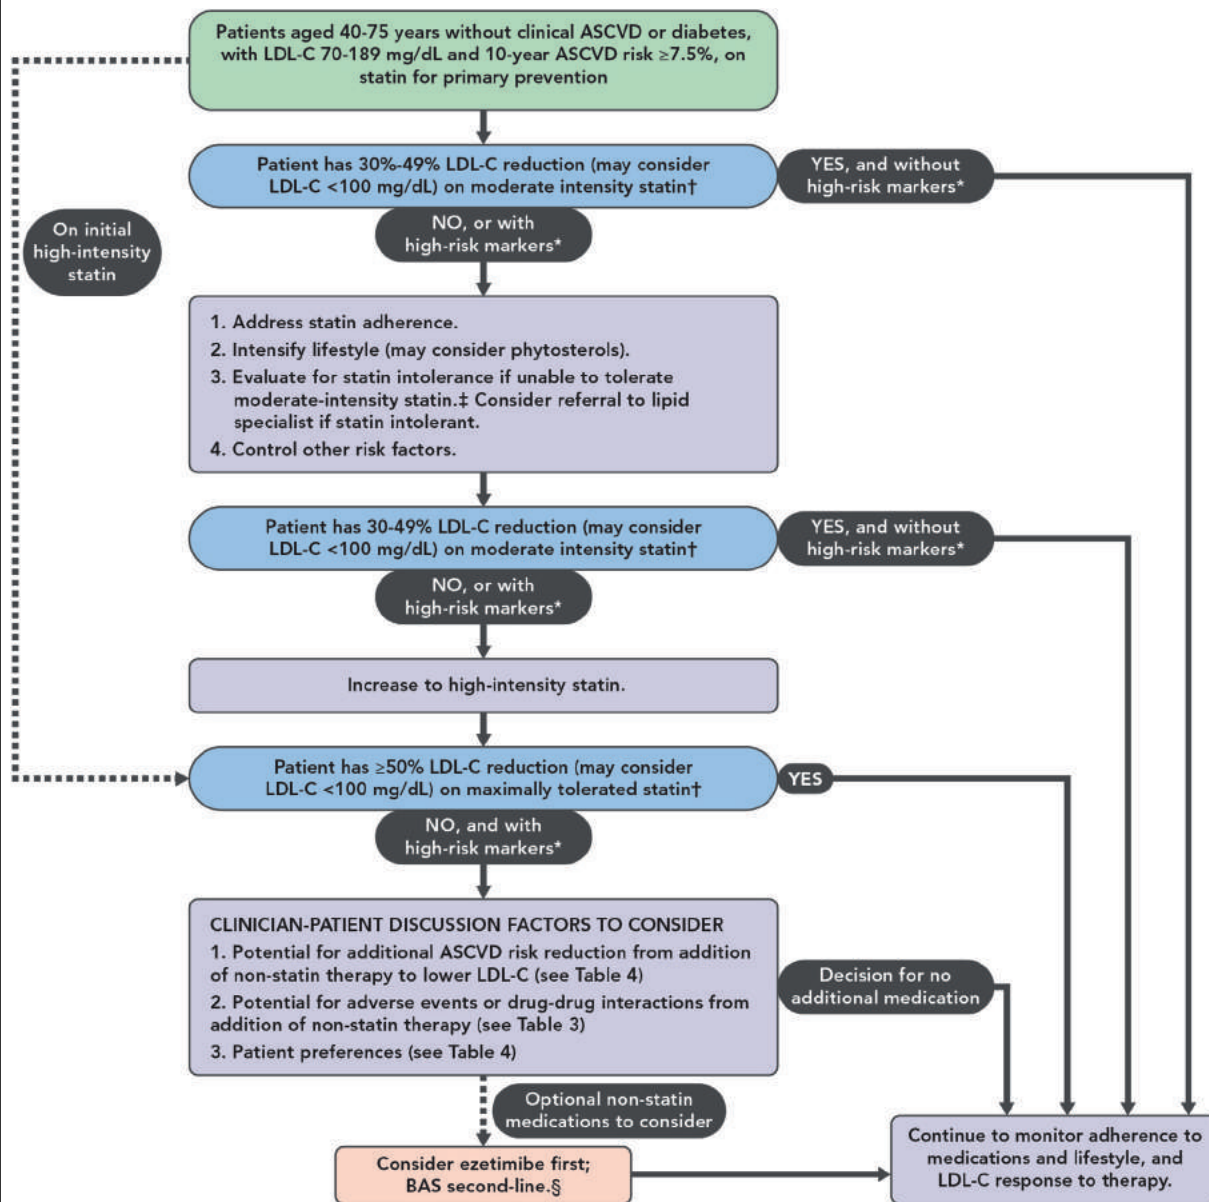 Patients aged 40-75 years without clinical ASCVD or diabetes,
with LDL-C 70-189 mg/dL and 10-year ASCVD risk ≥7.5%, on
statin for primary prevention
Patient has 30%-49% LDL-C reduction (may consider
LDL-C <100 mg/dL) on moderate intensity statin†
YES, and without
high-risk markers*
On initial
high-intensity
statin
NO, or with
high-risk markers*
1. Address statin adherence.
2. Intensify lifestyle (may consider phytosterols).
3. Evaluate for statin intolerance if unable to tolerate
moderate-intensity statin.‡ Consider referral to lipid
specialist if statin intolerant.
4. Control other risk factors.
Patient has 30-49% LDL-C reduction (may consider
LDL-C <100 mg/dL) on moderate intensity statin†
YES, and without
high-risk markers*
NO, or with
high-risk markers*
Increase to high-intensity statin.
Patient has ≥50% LDL-C reduction (may consider
LDL-C <100 mg/dL) on maximally tolerated statin†
YES
NO, and with
high-risk markers*
CLINICIAN-PATIENT DISCUSSION FACTORS TO CONSIDER
1. Potential for additional ASCVD risk reduction from addition
of non-statin therapy to lower LDL-C (see Table 4)
2. Potential for adverse events or drug-drug interactions from
addition of non-statin therapy (see Table 3)
3. Patient preferences (see Table 4)
Decision for no
additional medication
Optional non-statin
medications to consider
Consider ezetimibe first;
BAS second-line.§
Continue to monitor adherence to
medications and lifestyle, and
LDL-C response to therapy.